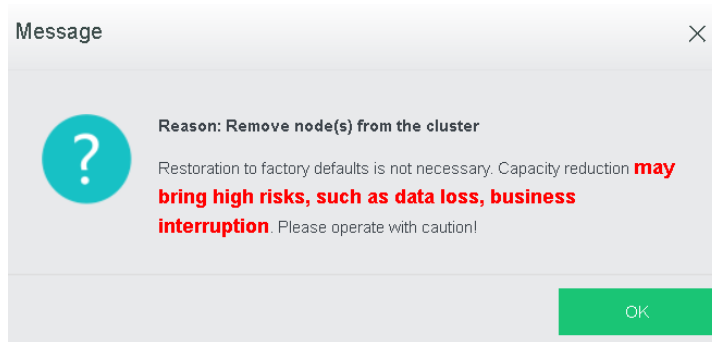 Message
Reason: Remove node(s) from the cluster
Restoration to factory defaults is not necessary. Capacity reduction may
bring high risks, such as data loss, business
interruption. Please operate with caution!
OK